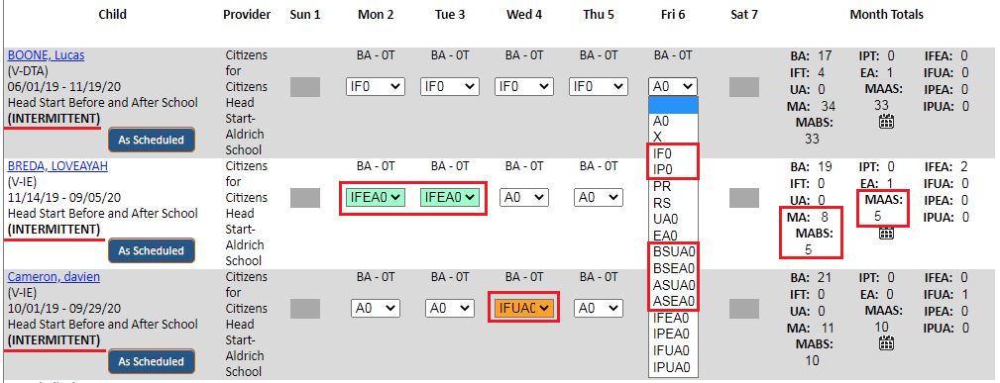 Child Provider Sun 1 Mon 2 Tue 3 Wed 4 Thu 5 Fri 6 Sat 7 Month Totals
BOONE, Lucas
(V-DTA)
06/01/19 - 11/19/20
Head Start Before and After School
(INTERMITTENT)
As Scheduled
Citizens
for
Citizens
Head
Start-
Aldrich
School
BA - 0T BA - 0T BA - 0T BA - 0T BA - 0T
IF0 IF0 IF0 IF0 A0
A0
X
IF0
IP0
PR
RS
UA0
EA0
BSUA0
BSEA0
ASUA0
ASEA0
IFEA0
IPEA0
IFUA0
IPUA0
BA: 17 IPT: 0 IFEA: 0
IFT: 4 EA: 1 IFUA: 0
UA: 0 MAAS: IPEA: 0
MA: 34 33 IPUA: 0
MABS:
33
BREDA, LOVEAYAH
(V-IE)
11/14/19 - 09/05/20
Head Start Before and After School
(INTERMITTENT)
As Scheduled
Citizens
for
Citizens
Head
Start-
Aldrich
School
BA - 0T BA - 0T BA - 0T BA - 0T
IFEA0 IFEA0 A0 A0
BA: 19 IPT: 0 IFEA: 2
IFT: 0 EA: 1 IFUA: 0
UA: 0 MAAS: IPEA: 0
MA: 8 5 IPUA: 0
MABS:
5
Cameron, davien
(V-IE)
10/01/19 - 09/29/20
Head Start Before and After School
(INTERMITTENT)
As Scheduled
Citizens
for
Citizens
Head
Start-
Aldrich
School
BA - 0T BA - 0T BA - 0T BA - 0T
A0 A0 IFUA0 A0
BA: 21 IPT: 0 IFEA: 0
IFT: 0 EA: 0 IFUA: 1
UA: 0 MAAS: IPEA: 0
MA: 11 10 IPUA: 0
MABS:
10